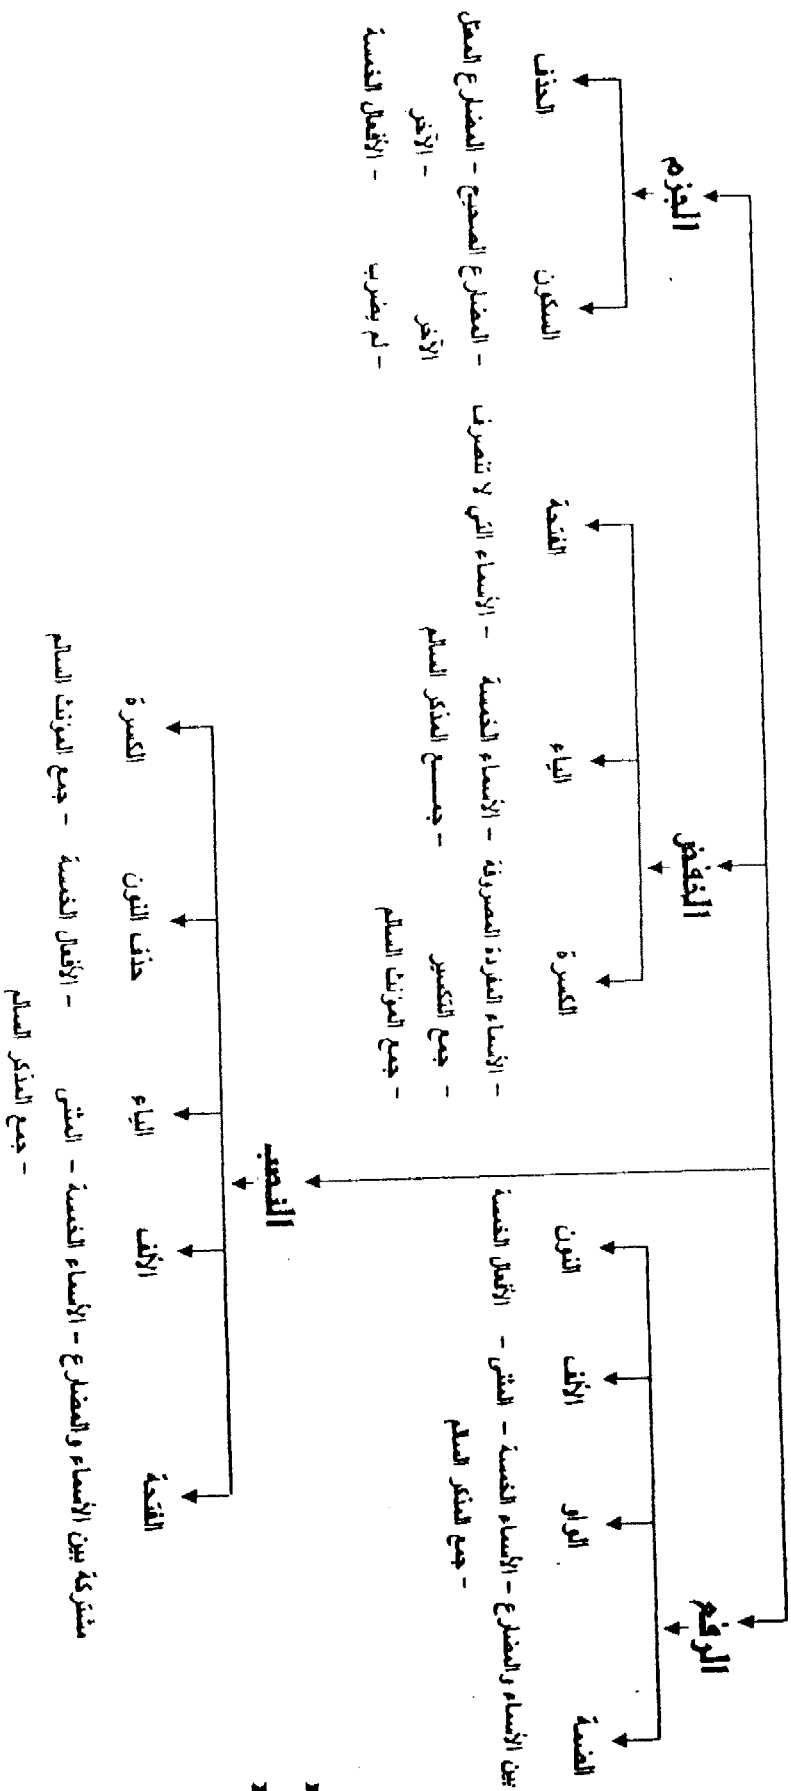 الرفع الخفض الجزم
الضمة الواو الألف النون الكسرة الياء الفتحة السكون الحذف
بين الأسماء والمضارع - الأسماء الخمسة - المثنى - الأفعال الخمسة - الأسماء المفردة المصروفة - الأسماء الخمسة - الأسماء التي لا تنصرف - المضارع الصحيح - المضارع المعتل
- جمع المذكر السالم - جمع التكسير - جمـــع المذكر السالم الآخر - الآخر
- جمع المؤنث السالم - لم يضرب - الأفعال الخمسة
النصب
الفتحة الألف الياء حذف النون الكسرة
مشتركة بين الأسماء والمضارع - الأسماء الخمسة - المثنى - الأفعال الخمسة - جمع المؤنث السالم
- جمع المذكر السالم